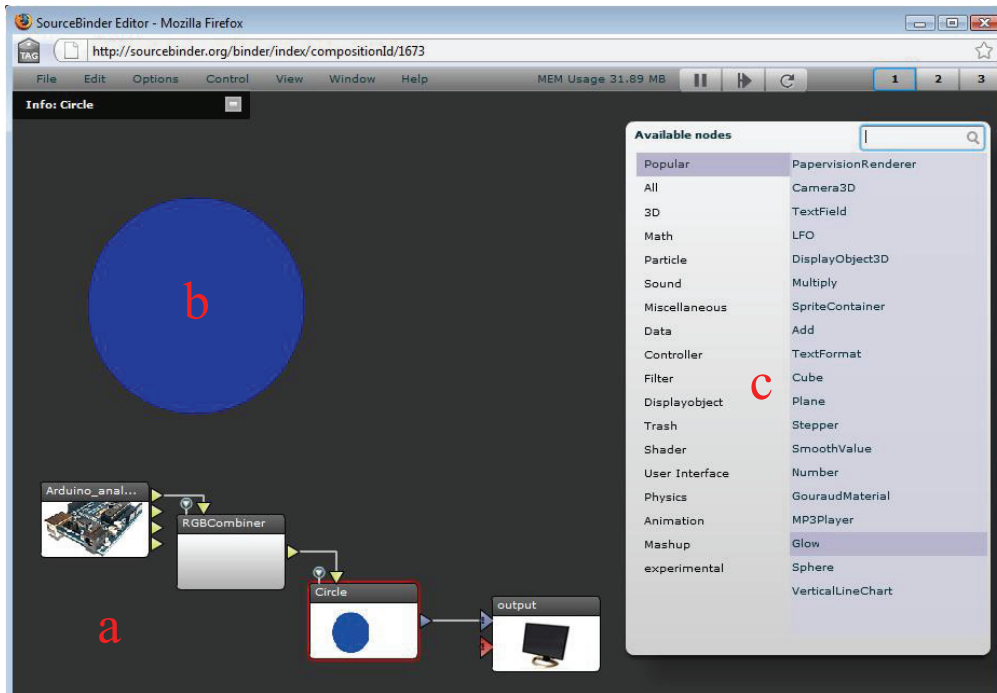 SourceBinder Editor - Mozilla Firefox
TAG
http://sourcebinder.org/binder/index/compositionId/1673
File Edit Options Control View Window Help MEM Usage 31.89 MB 1 2 3
Info: Circle
Available nodes
Popular PapervisionRenderer
All Camera3D
3D TextField
Math LFO
Particle DisplayObject3D
Sound Multiply
Miscellaneous SpriteContainer
Data Add
Controller TextFormat
Filter Cube
Displayobject Plane
Trash Stepper
Shader SmoothValue
User Interface Number
Physics GouraudMaterial
Animation MP3Player
Mashup Glow
experimental Sphere
VerticalLineChart
b
c
Arduino_anal...
RGBCombiner
Circle
output
a